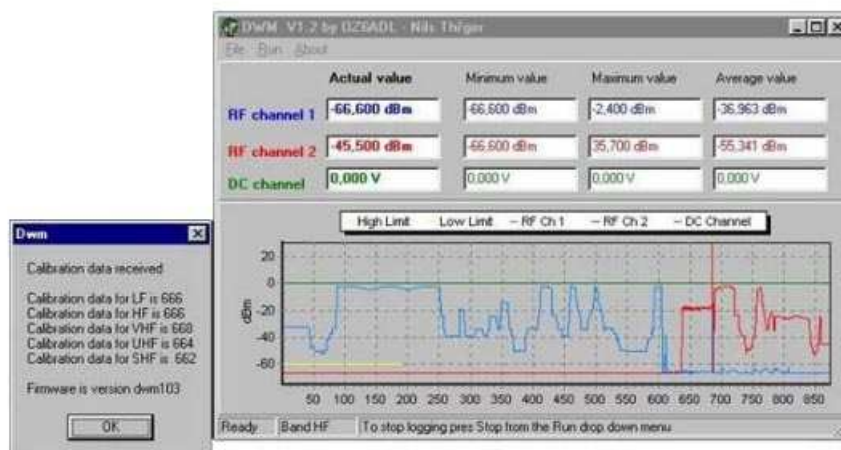 DWM V1.2 by OZ6ADL - Nils Thiger
File Run About
Actual value Minimum value Maximum value Average value
RF channel 1 -66,600 dBm -66,600 dBm -2,400 dBm -36,963 dBm
RF channel 2 -45,500 dBm -66,600 dBm 35,700 dBm -55,341 dBm
DC channel 0,000 V 0,000 V 0,000 V 0,000 V
High Limit Low Limit RF Ch 1 RF Ch 2 DC Channel
20
0
-20
-40
-60
dBm
50 100 150 200 250 300 350 400 450 500 550 600 650 700 750 800 850
Ready Band HF To stop logging pres Stop from the Run drop down menu
Dwm
Calibration data received
Calibration data for LF is 666
Calibration data for HF is 666
Calibration data for VHF is 668
Calibration data for UHF is 664
Calibration data for SHF is 662
Firmware is version dwm103
OK